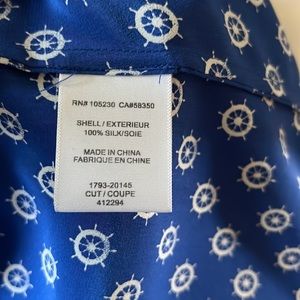 RN# 105230 CA#58350
SHELL / EXTERIEUR
100% SILK/SOIE
MADE IN CHINA
FABRIQUE EN CHINE
1793-20145
CUT / COUPE
412294